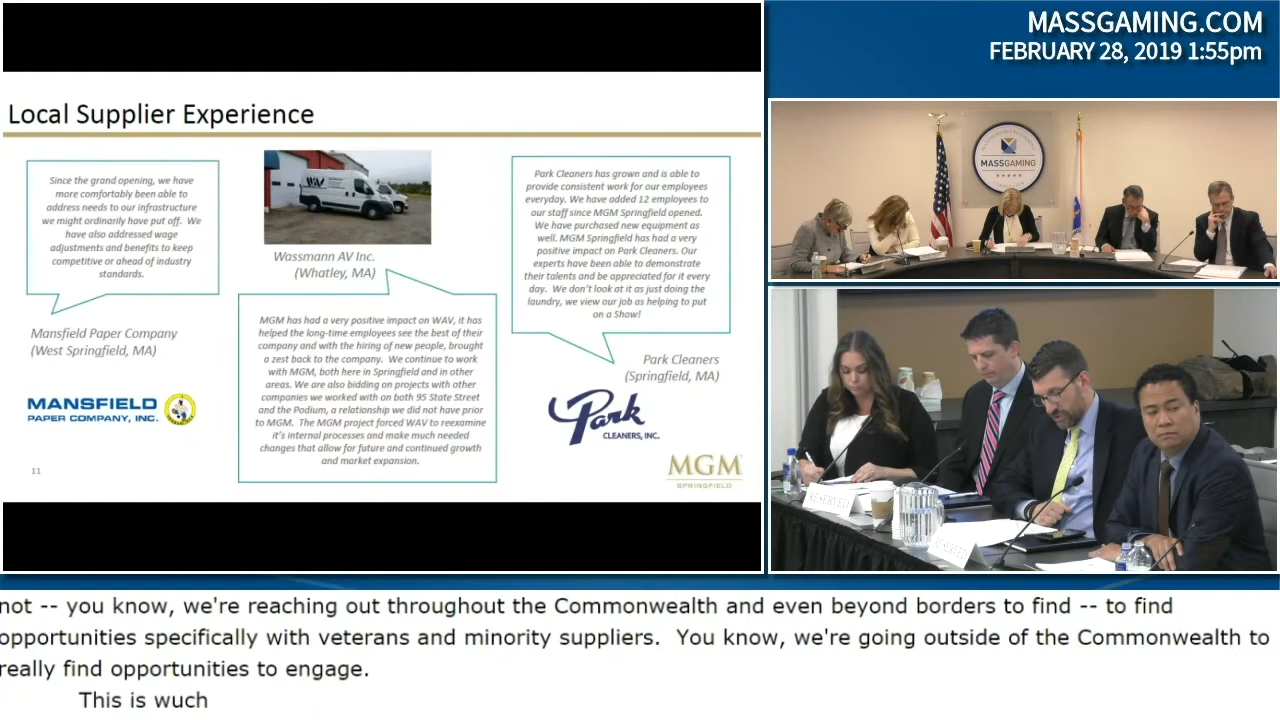 MASSGAMING.COM
FEBRUARY 28, 2019 1:55pm
Local Supplier Experience
Since the grand opening, we have
more comfortably been able to
address needs to our infrastructure
we might ordinarily have put off. We
have also addressed wage
adjustments and benefits to keep
competitive or ahead of industry
standards.
Mansfield Paper Company
(West Springfield, MA)
MANSFIELD
PAPER COMPANY, INC.
WAV
Wassmann AV Inc.
(Whatley, MA)
MGM has had a very positive impact on WAV, it has
helped the long-time employees see the best of their
company and with the hiring of new people, brought
a zest back to the company. We continue to work
with MGM, both here in Springfield and in other
areas. We are also bidding on projects with other
companies we worked with on both 95 State Street
and the Podium, a relationship we did not have prior
to MGM. The MGM project forced WAV to reexamine
it's internal processes and make much needed
changes that allow for future and continued growth
and market expansion.
Park Cleaners has grown and is able to
provide consistent work for our employees
everyday. We have added 12 employees to
our staff since MGM Springfield opened.
We have purchased new equipment as
well. MGM Springfield has had a very
positive impact on Park Cleaners. Our
experts have been able to demonstrate
their talents and be appreciated for it every
day. We don't look at it as just doing the
laundry, we view our job as helping to put
on a Show!
Park Cleaners
(Springfield, MA)
Park
CLEANERS, INC.
11
MGM
SPRINGFIELD
MASSGAMING
RESERVED
RESERVED
not -- you know, we're reaching out throughout the Commonwealth and even beyond borders to find -- to find
opportunities specifically with veterans and minority suppliers. You know, we're going outside of the Commonwealth to
really find opportunities to engage.
This is wuch